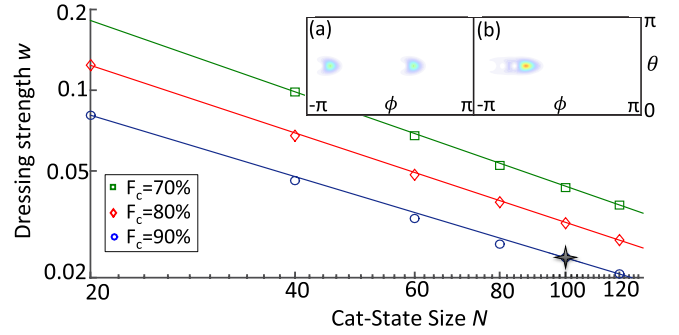 0.2
0.1
0.05
0.02
Dressing strength w
(a)
(b)
π
θ
0
-π
ϕ
π
-π
ϕ
π
F_c=70%
F_c=80%
F_c=90%
20
40
60
80
100
120
Cat-State Size N